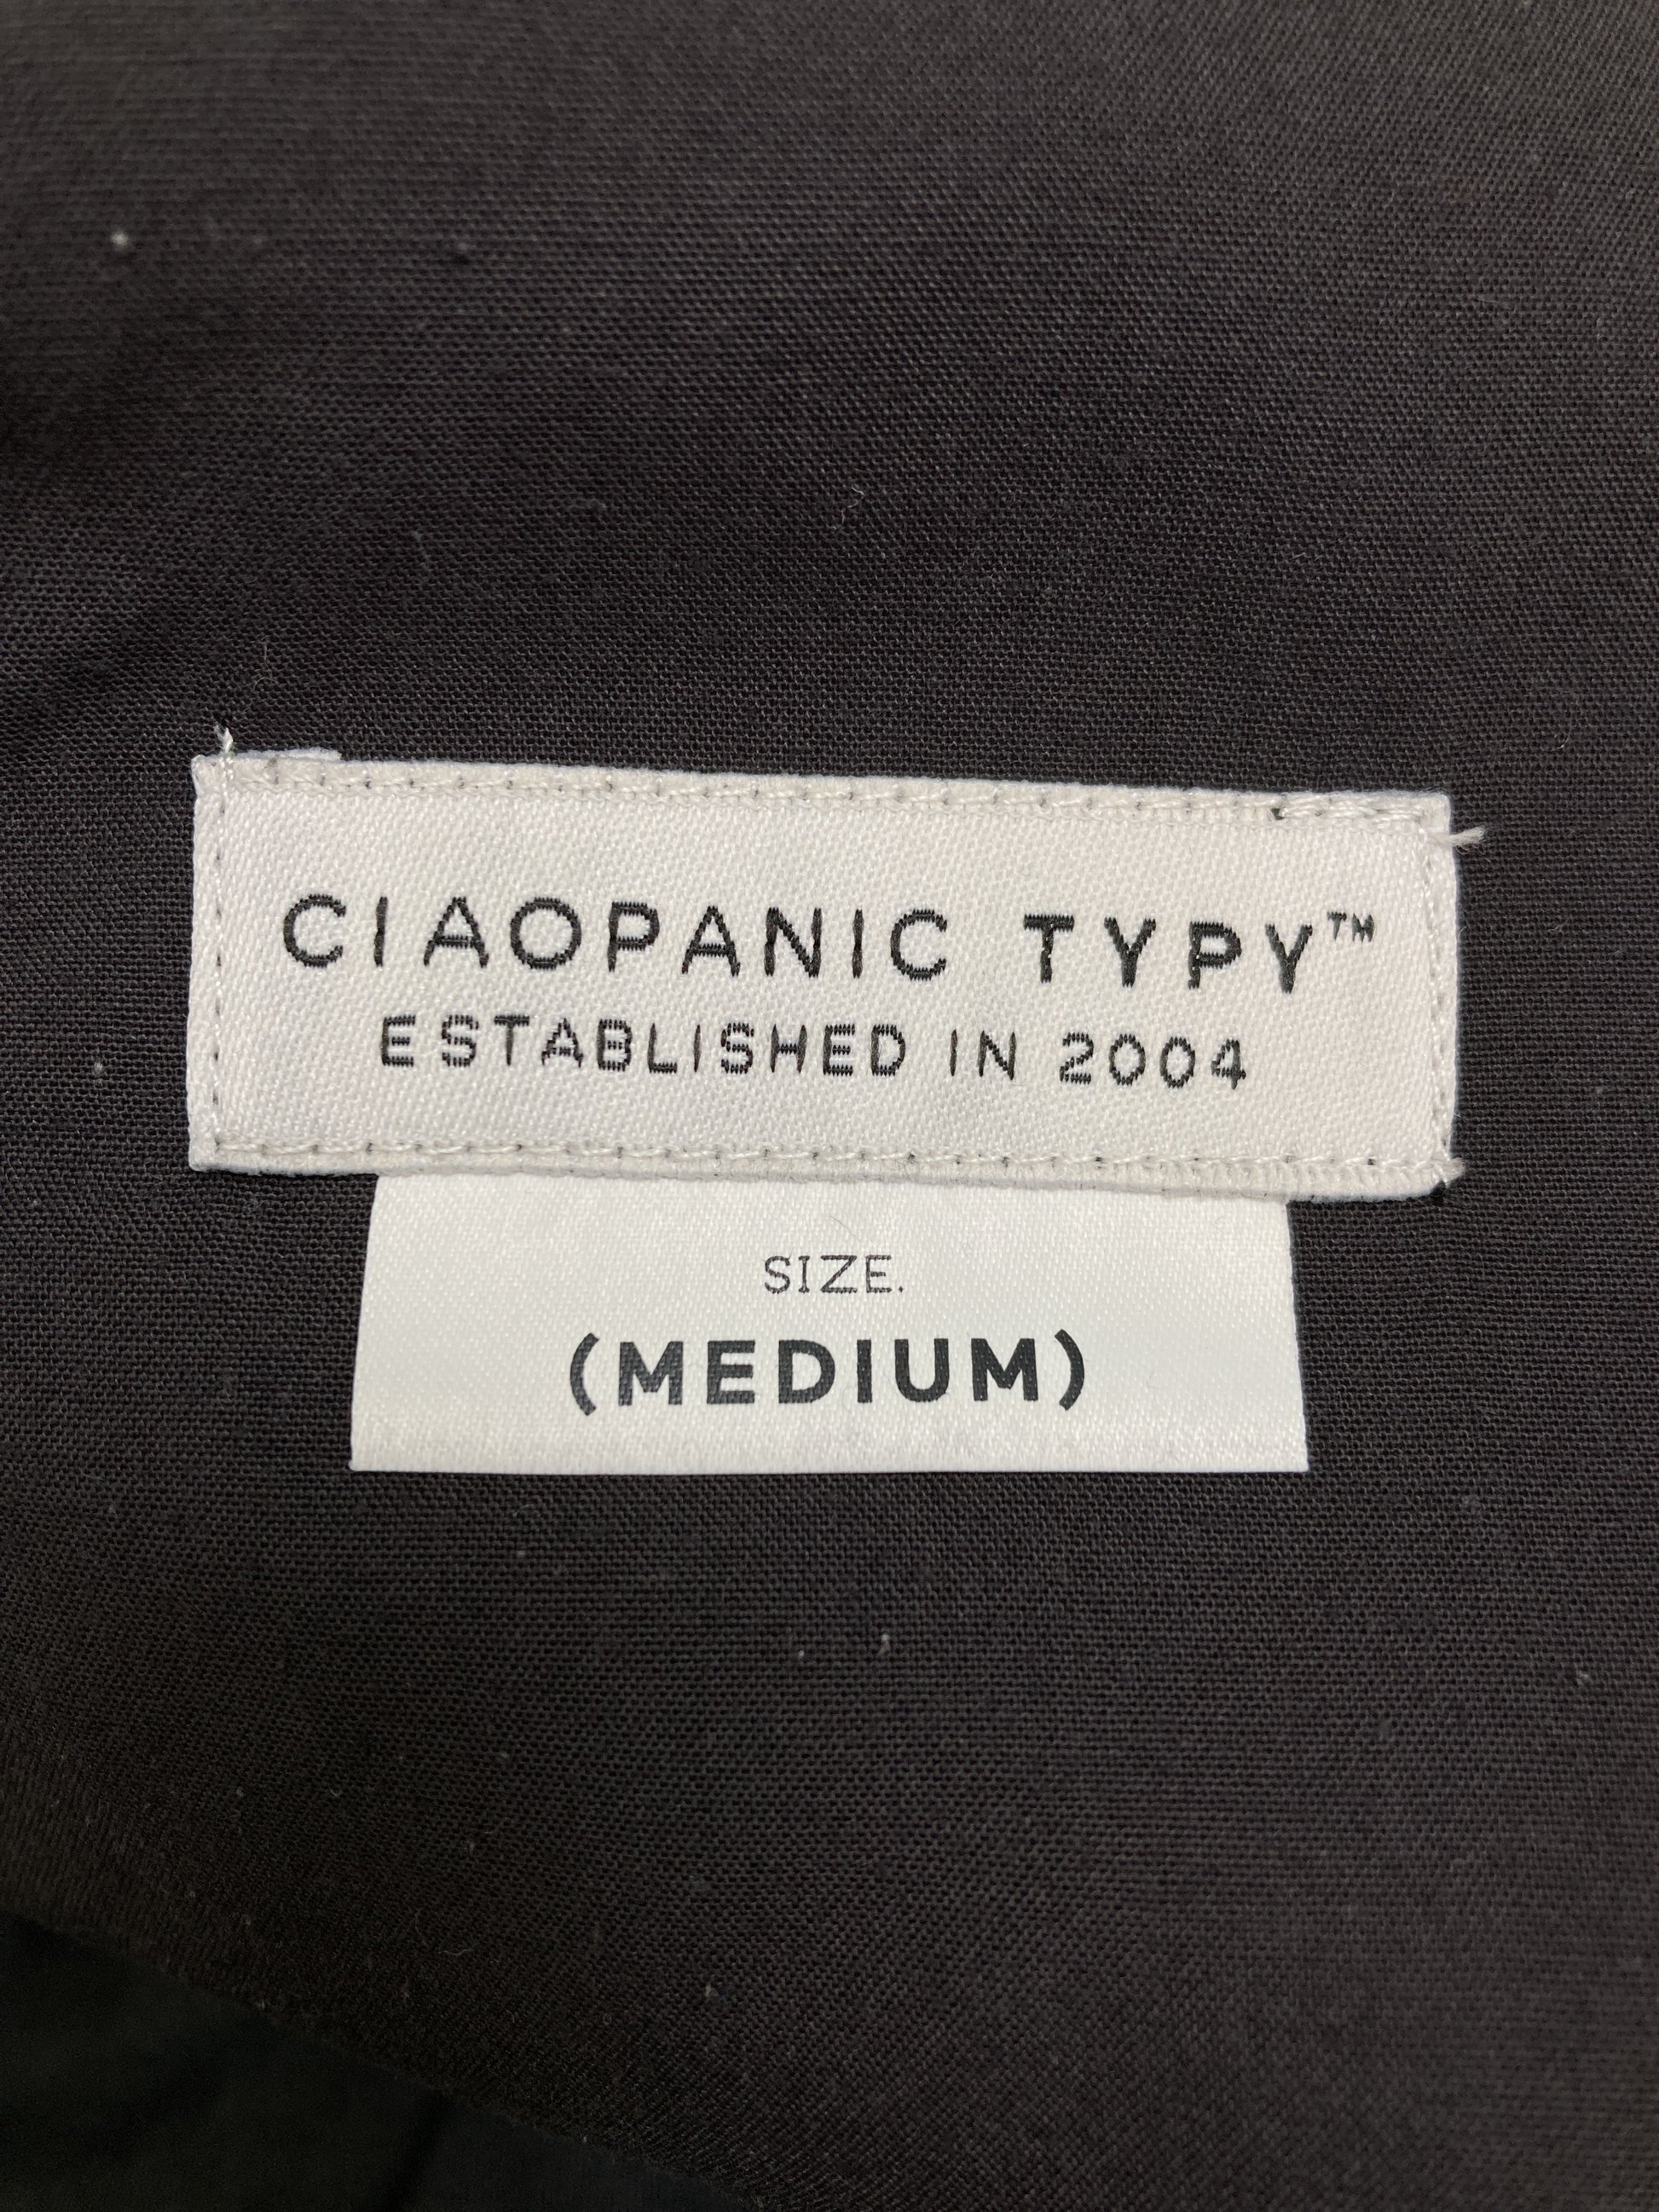 CIAOPANIC TYPY™
ESTABLISHED IN 2004
SIZE.
(MEDIUM)